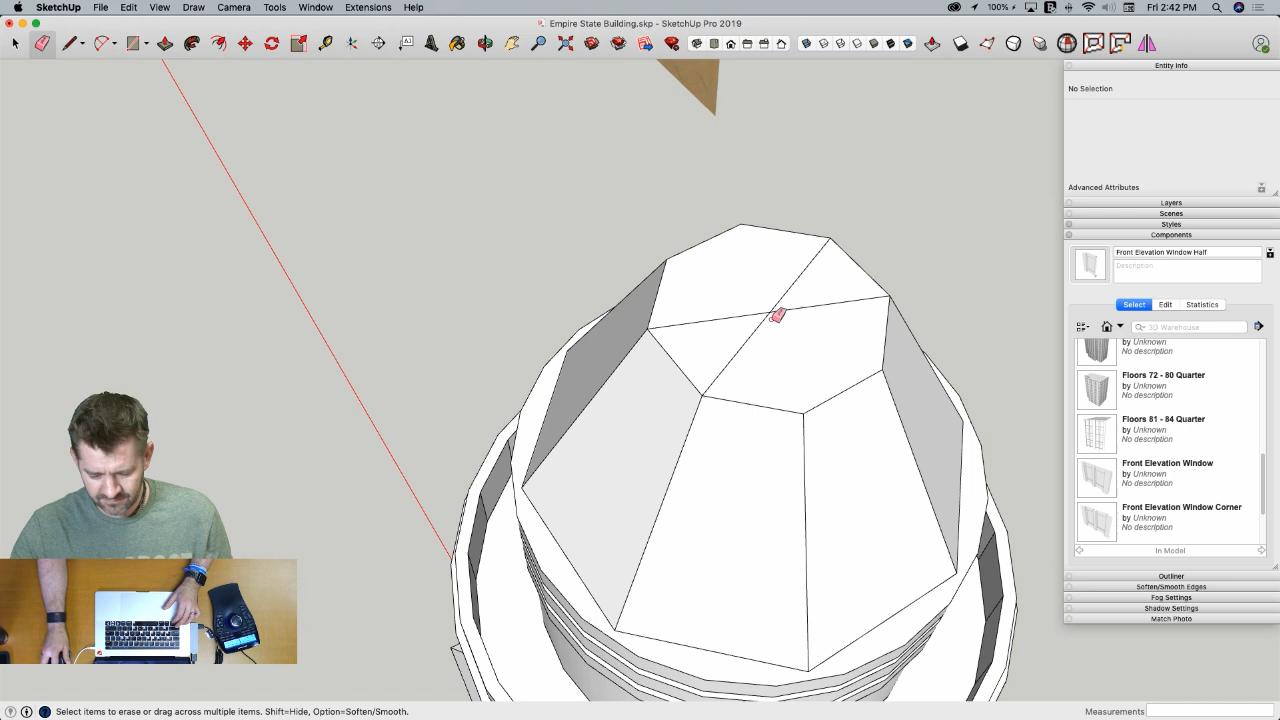 SketchUp File Edit View Draw Camera Tools Window Extensions Help
100% Fri 2:42 PM
Empire State Building.skp - SketchUp Pro 2019
Entity Info
No Selection
Advanced Attributes
Layers
Scenes
Styles
Components
Front Elevation Window Half
Description
Select Edit Statistics
3D Warehouse
by Unknown
No description
Floors 72 - 80 Quarter
by Unknown
No description
Floors 81 - 84 Quarter
by Unknown
No description
Front Elevation Window
by Unknown
No description
Front Elevation Window Corner
by Unknown
No description
In Model
Outliner
Soften/Smooth Edges
Fog Settings
Shadow Settings
Match Photo
Select items to erase or drag across multiple items. Shift=Hide, Option=Soften/Smooth.
Measurements